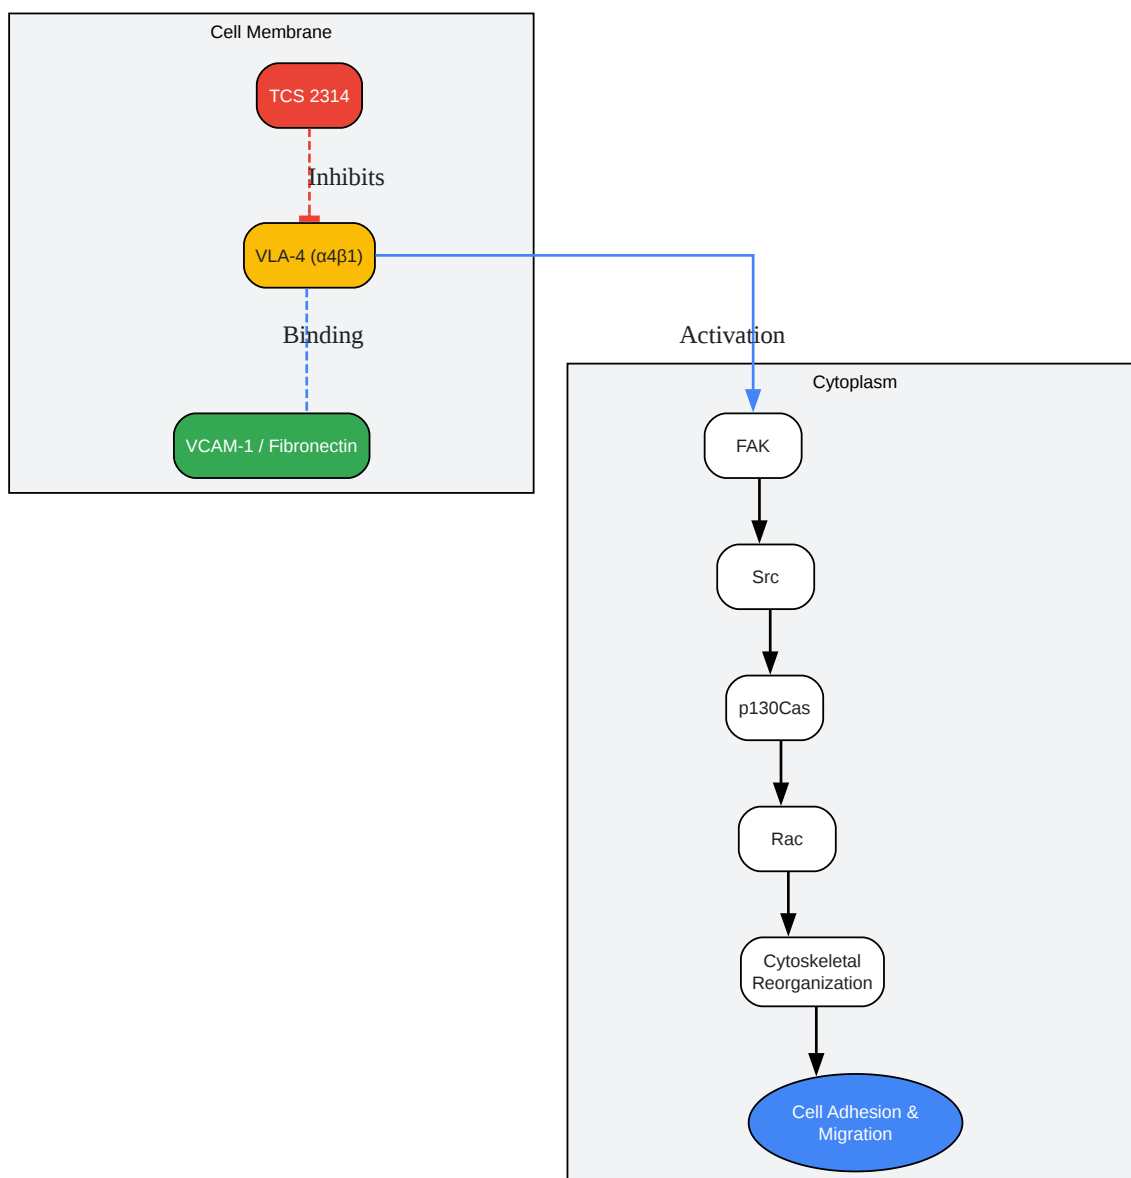 Cell Membrane
TCS 2314
Inhibits
VLA-4 (α4β1)
Binding
VCAM-1 / Fibronectin
Activation
Cytoplasm
FAK
Src
p130Cas
Rac
Cytoskeletal
Reorganization
Cell Adhesion &
Migration